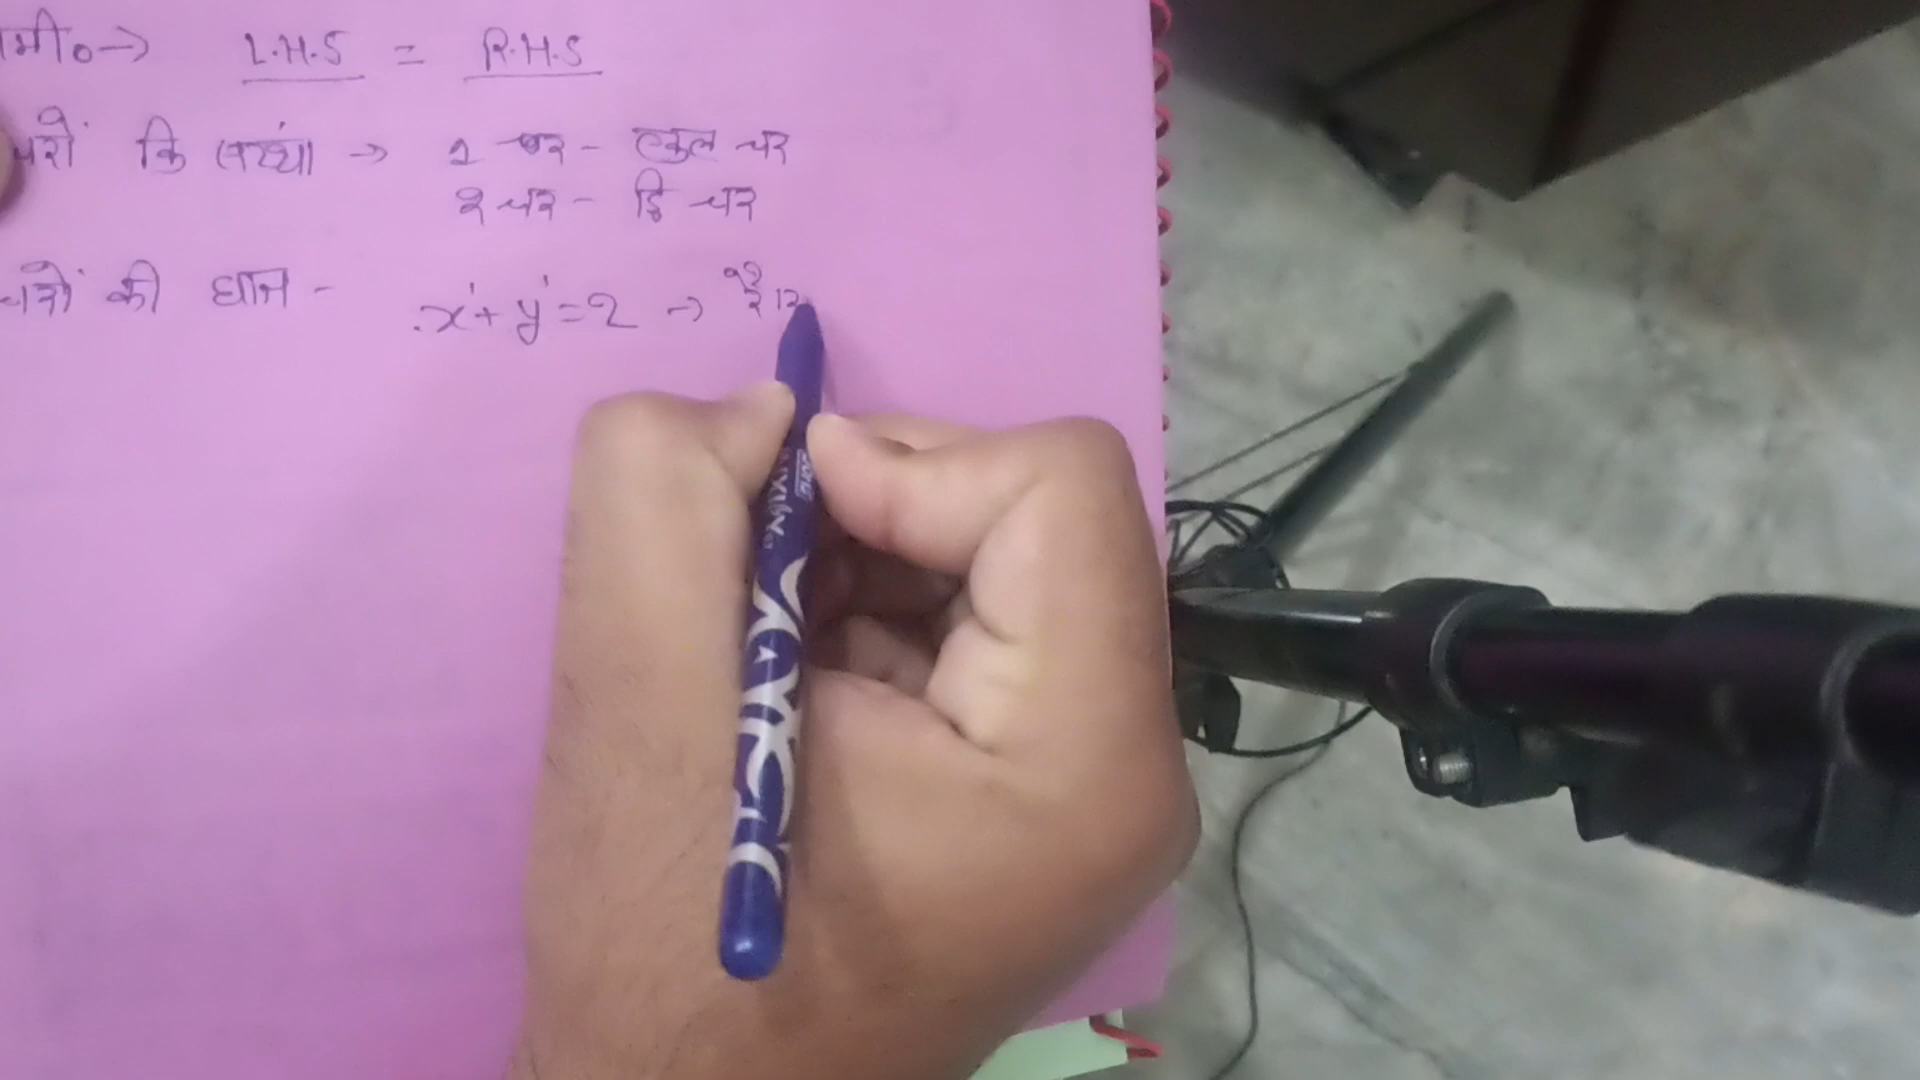 मी० → L.H.S = R.H.S
चरों कि संख्या → 1 चर - एकल चर
2 चर - द्वि चर
चरों की घात - x¹ + y¹ = 2 →